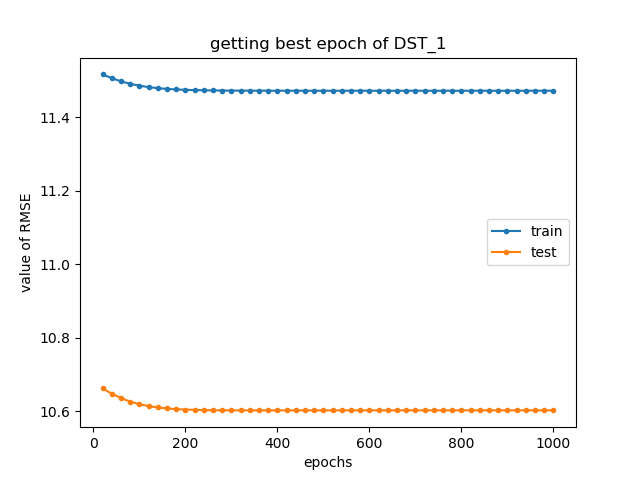 getting best epoch of DST_1
value of RMSE
11.4
11.2
11.0
10.8
10.6
train
test
0
200
400
600
800
1000
epochs